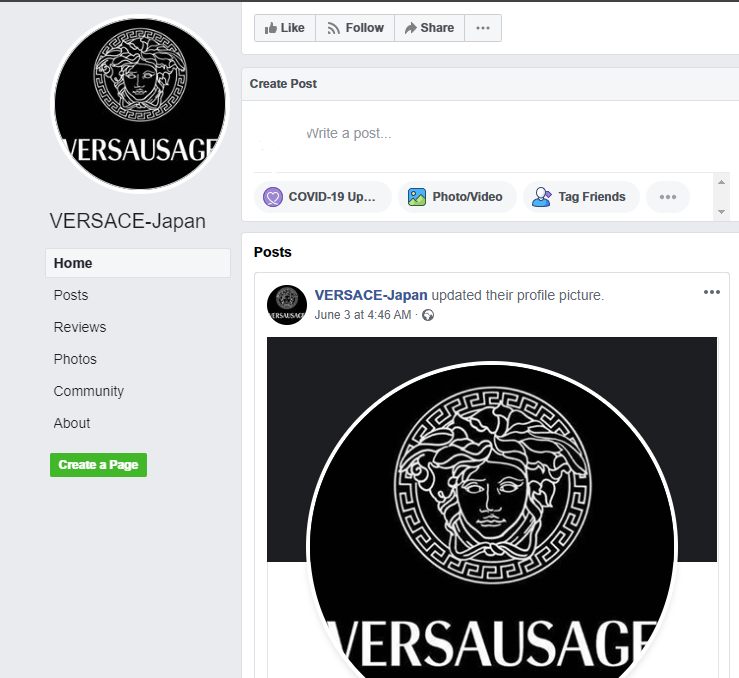 Like
Follow
Share
Create Post
Write a post...
COVID-19 Up...
Photo/Video
Tag Friends
VERSAUSAGE
VERSACE-Japan
Home
Posts
Reviews
Photos
Community
About
Create a Page
Posts
VERSAUSAGE
VERSACE-Japan updated their profile picture.
June 3 at 4:46 AM ·
VERSAUSAGE